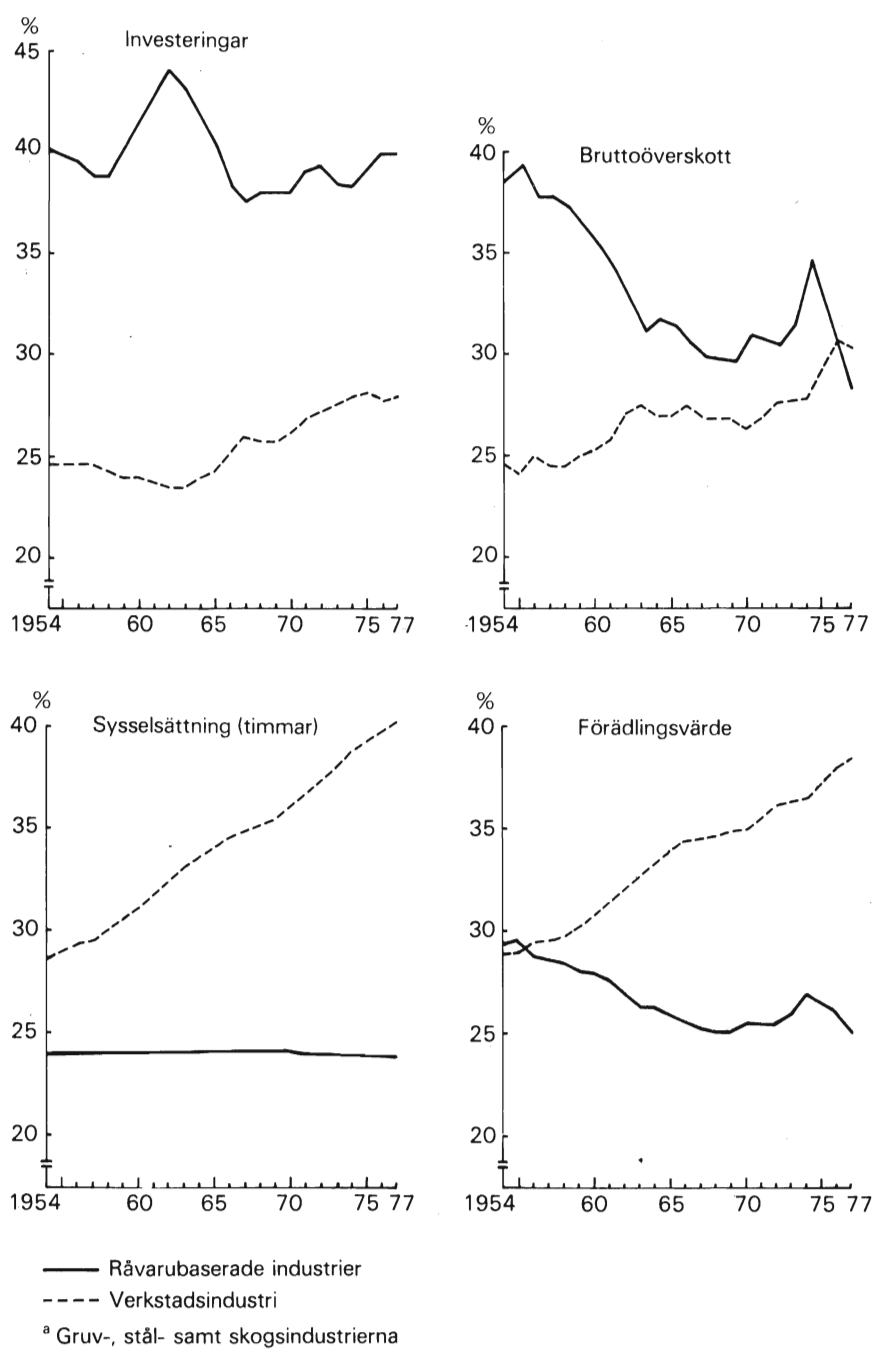 %
Investeringar
45
40
35
30
25
20
1954 60 65 70 75 77
%
Bruttoöverskott
40
35
30
25
20
1954 60 65 70 75 77
%
Sysselsättning (timmar)
40
35
30
25
20
1954 60 65 70 75 77
%
Förädlingsvärde
40
35
30
25
20
1954 60 65 70 75 77
Råvarubaserade industrier
Verkstadsindustri
a Gruv-, stål- samt skogsindustrierna